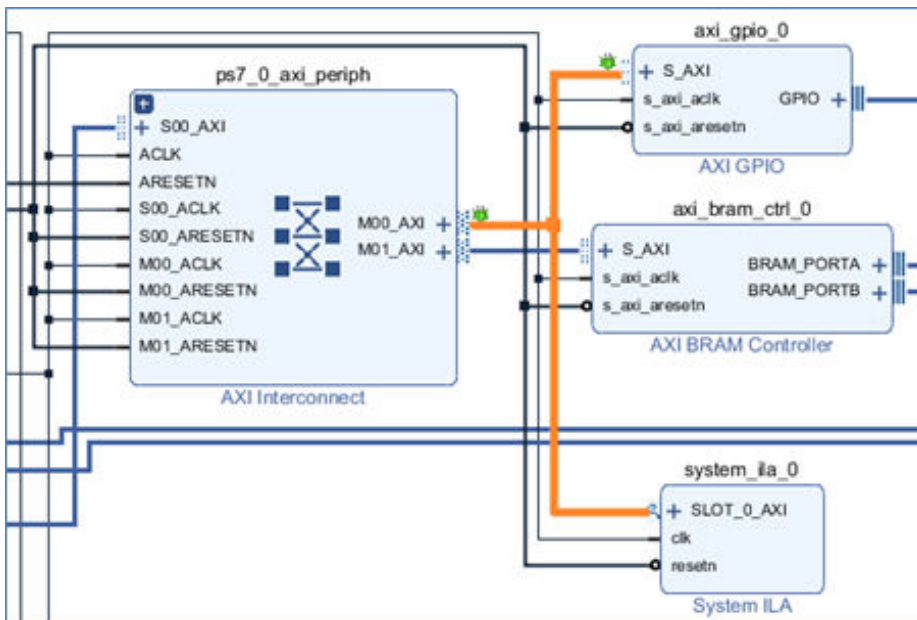 ps7_0_axi_periph
S00_AXI
ACLK
ARESETN
S00_ACLK
S00_ARESETN
M00_ACLK
M00_ARESETN
M01_ACLK
M01_ARESETN
M00_AXI
M01_AXI
AXI Interconnect
axi_gpio_0
S_AXI
s_axi_aclk
s_axi_aresetn
GPIO
AXI GPIO
axi_bram_ctrl_0
S_AXI
s_axi_aclk
s_axi_aresetn
BRAM_PORTA
BRAM_PORTB
AXI BRAM Controller
system_ila_0
SLOT_0_AXI
clk
resetn
System ILA